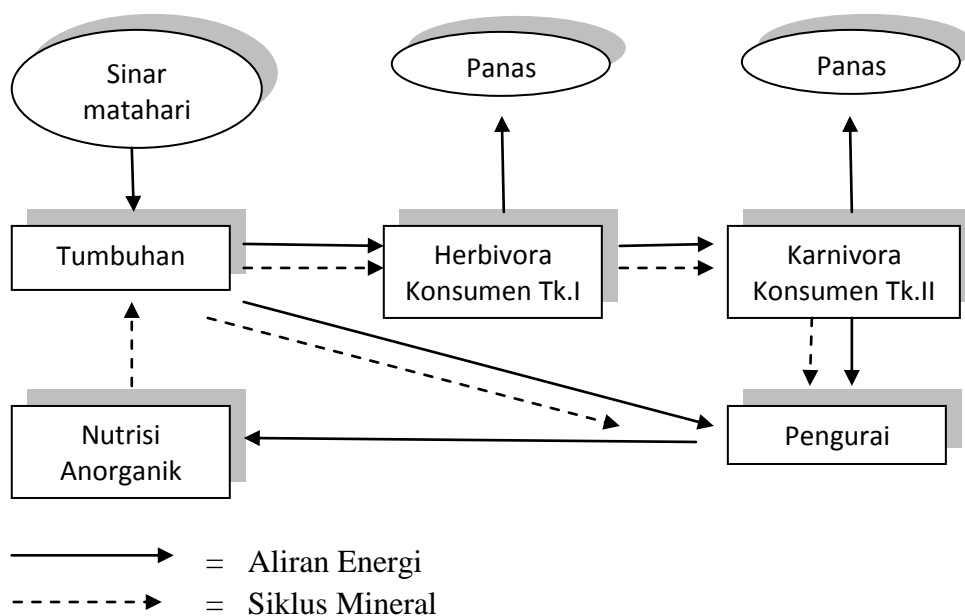 Sinar
matahari
Panas
Panas
Tumbuhan
Herbivora
Konsumen Tk.I
Karnivora
Konsumen Tk.II
Nutrisi
Anorganik
Pengurai
= Aliran Energi
= Siklus Mineral